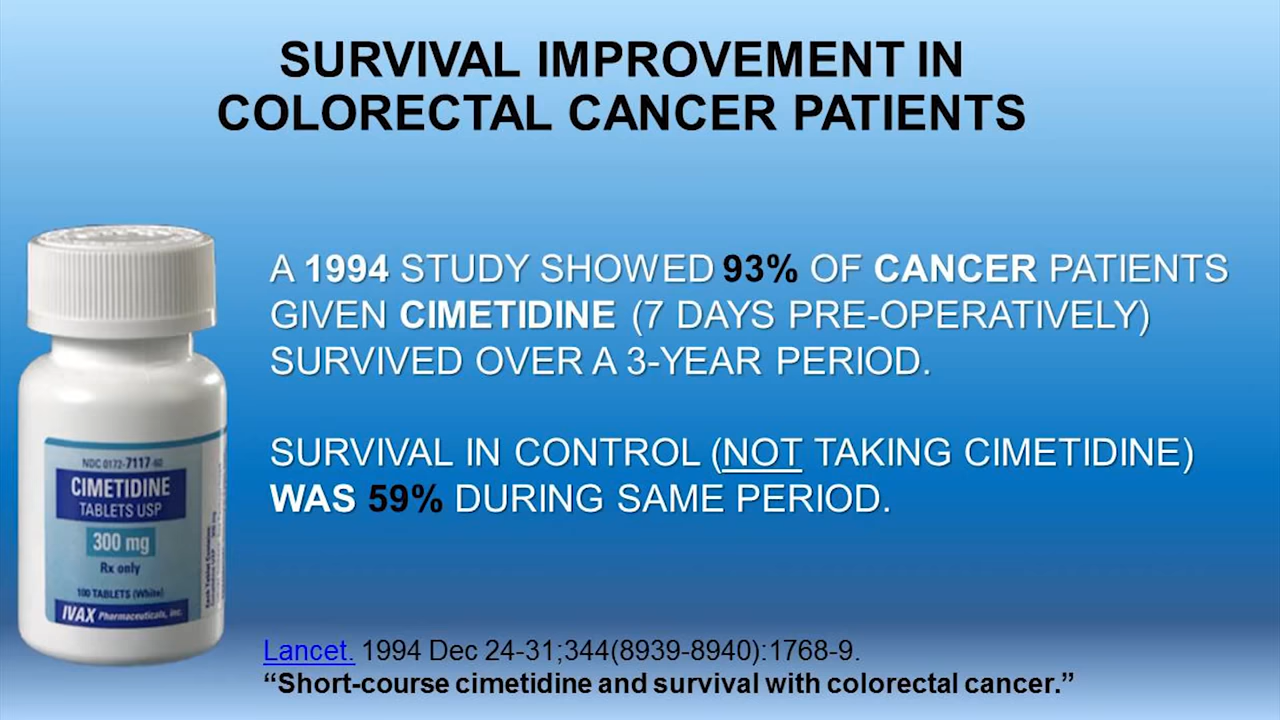 SURVIVAL IMPROVEMENT IN
COLORECTAL CANCER PATIENTS
A 1994 STUDY SHOWED 93% OF CANCER PATIENTS
GIVEN CIMETIDINE (7 DAYS PRE-OPERATIVELY)
SURVIVED OVER A 3-YEAR PERIOD.
SURVIVAL IN CONTROL (NOT TAKING CIMETIDINE)
WAS 59% DURING SAME PERIOD.
NDC 0172-7117-
CIMETIDINE
TABLETS USP
300 mg
Rx only
100 TABLETS (White)
IVAX Pharmaceuticals, Inc.
Lancet. 1994 Dec 24-31;344(8939-8940):1768-9.
“Short-course cimetidine and survival with colorectal cancer.”